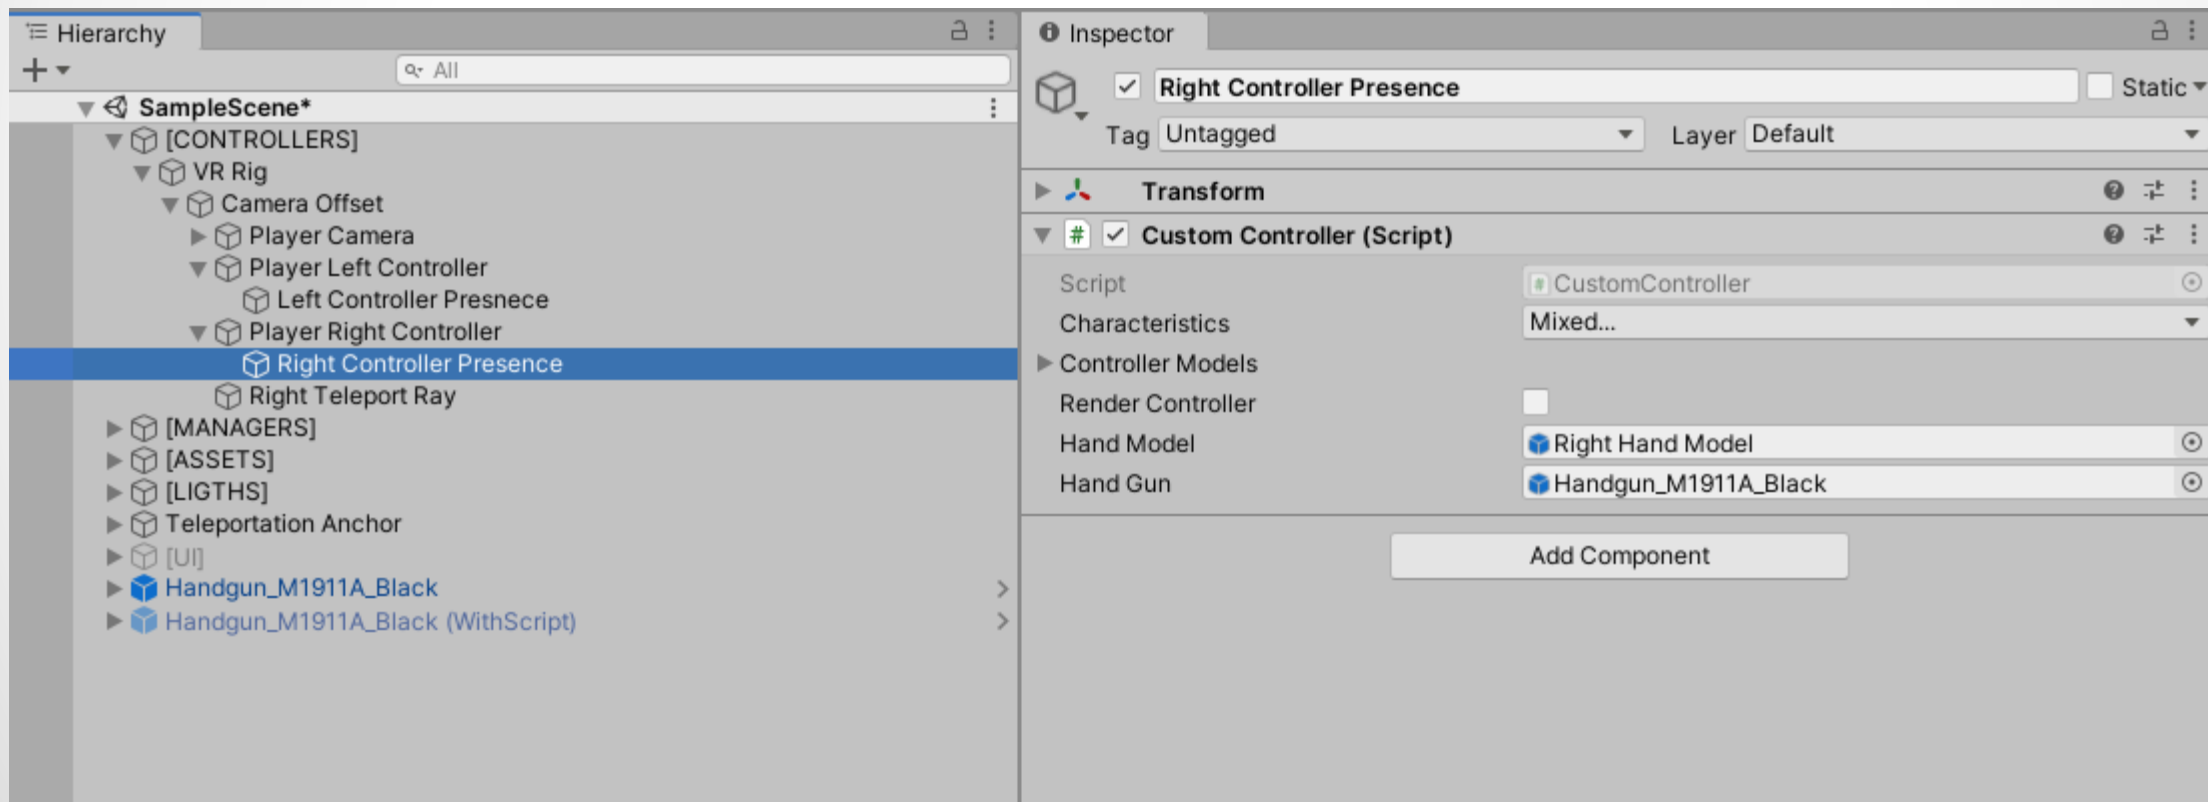 Hierarchy
All
SampleScene*
[CONTROLLERS]
VR Rig
Camera Offset
Player Camera
Player Left Controller
Left Controller Presnece
Player Right Controller
Right Controller Presence
Right Teleport Ray
[MANAGERS]
[ASSETS]
[LIGTHS]
Teleportation Anchor
[UI]
Handgun_M1911A_Black
Handgun_M1911A_Black (WithScript)
Inspector
Right Controller Presence
Static
Tag Untagged Layer Default
Transform
# Custom Controller (Script)
Script # CustomController
Characteristics Mixed...
Controller Models
Render Controller
Hand Model Right Hand Model
Hand Gun Handgun_M1911A_Black
Add Component